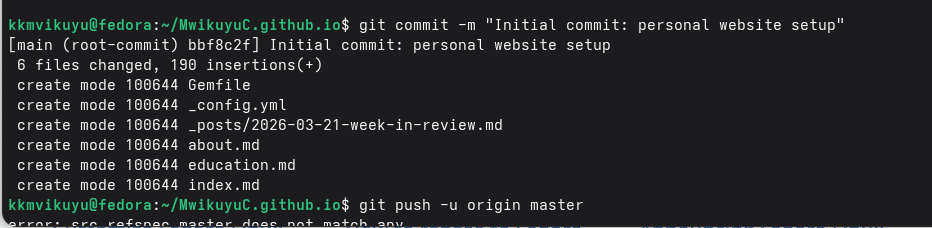 kkmvikuyu@fedora:~/MwikuyuC.github.io$ git commit -m "Initial commit: personal website setup"
[main (root-commit) bbf8c2f] Initial commit: personal website setup
 6 files changed, 190 insertions(+)
 create mode 100644 Gemfile
 create mode 100644 _config.yml
 create mode 100644 _posts/2026-03-21-week-in-review.md
 create mode 100644 about.md
 create mode 100644 education.md
 create mode 100644 index.md
kkmvikuyu@fedora:~/MwikuyuC.github.io$ git push -u origin master
error: src refspec master does not match any